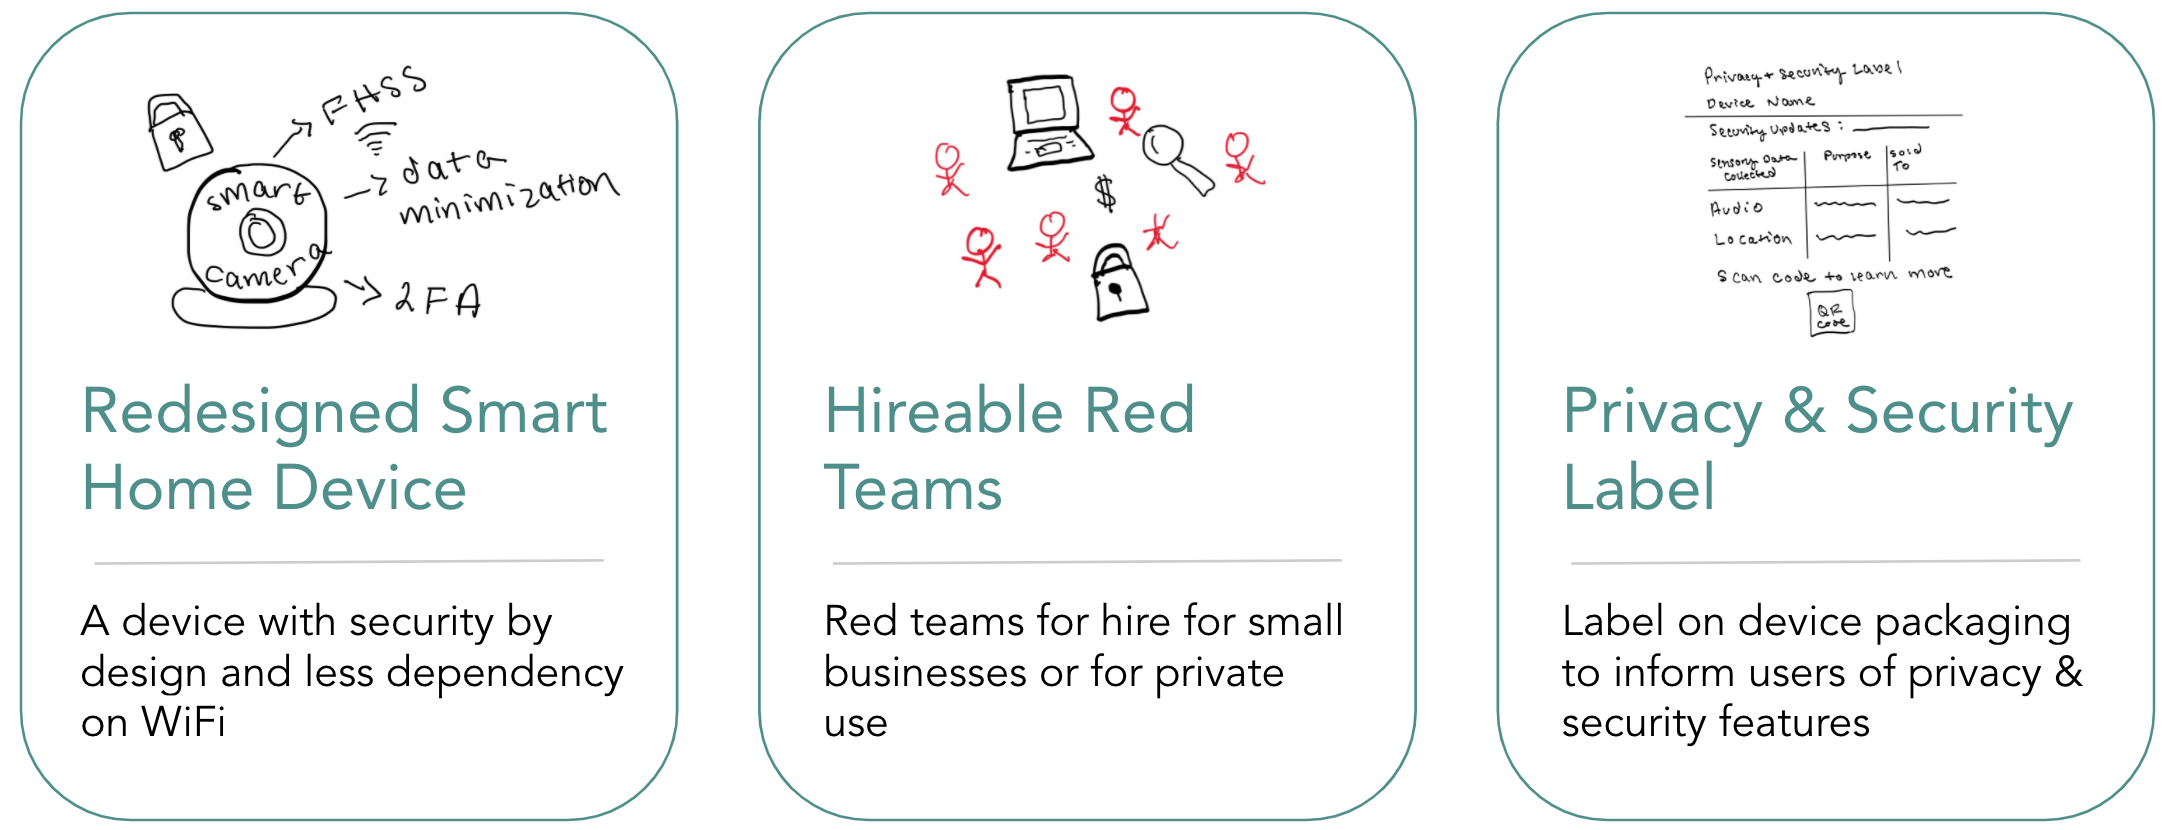 FHSS
smart
camera
data
minimization
2FA
Redesigned Smart
Home Device
A device with security by
design and less dependency
on WiFi
$
Hireable Red
Teams
Red teams for hire for small
businesses or for private
use
Privacy + Security Label
Device Name
Security Updates :
Sensory Data
Collected
Purpose
Sold
To
Audio
Location
Scan code to learn more
QR
code
Privacy & Security
Label
Label on device packaging
to inform users of privacy &
security features